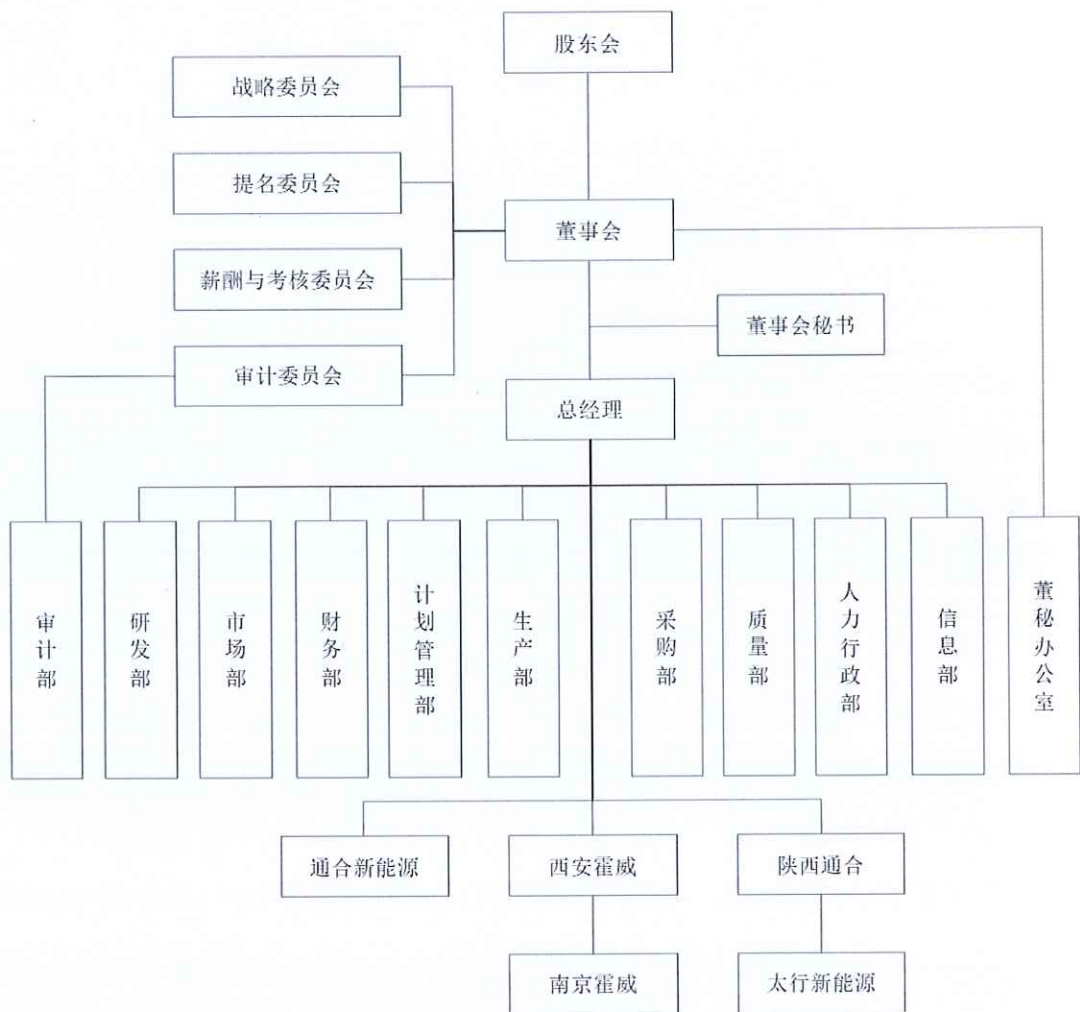 股东会
战略委员会
提名委员会
董事会
薪酬与考核委员会
董事会秘书
审计委员会
总经理
审计部
研发部
市场部
财务部
计划管理部
生产部
采购部
质量部
人力行政部
信息部
董秘办公室
通合新能源
西安霍威
陕西通合
南京霍威
太行新能源